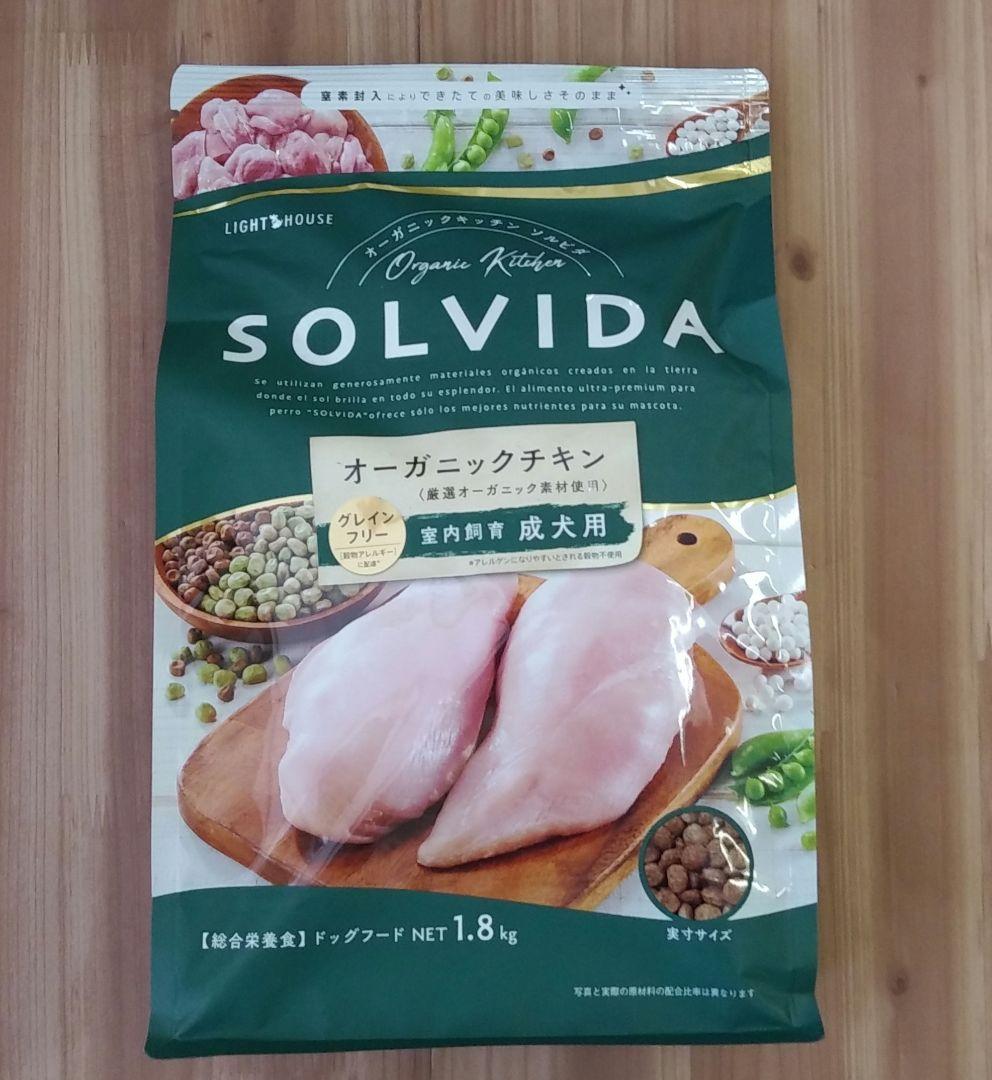 窒素封入によりできたての美味しさそのまま
LIGHT HOUSE
オーガニックキッチン ソルビダ
Organic Kitchen
SOLVIDA
Se utilizan generosamente materiales orgánicos creados en la tierra
donde el sol brilla en todo su esplendor. El alimento ultra-premium para
perro "SOLVIDA"ofrece sólo los mejores nutrientes para su mascota.
オーガニックチキン
〈厳選オーガニック素材使用〉
グレイン
フリー
[穀物アレルギー]
に配慮*
室内飼育 成犬用
*アレルゲンになりやすいとされる穀物不使用
【総合栄養食】ドッグフード NET 1.8kg
実寸サイズ
写真と実際の原材料の配合比率は異なります